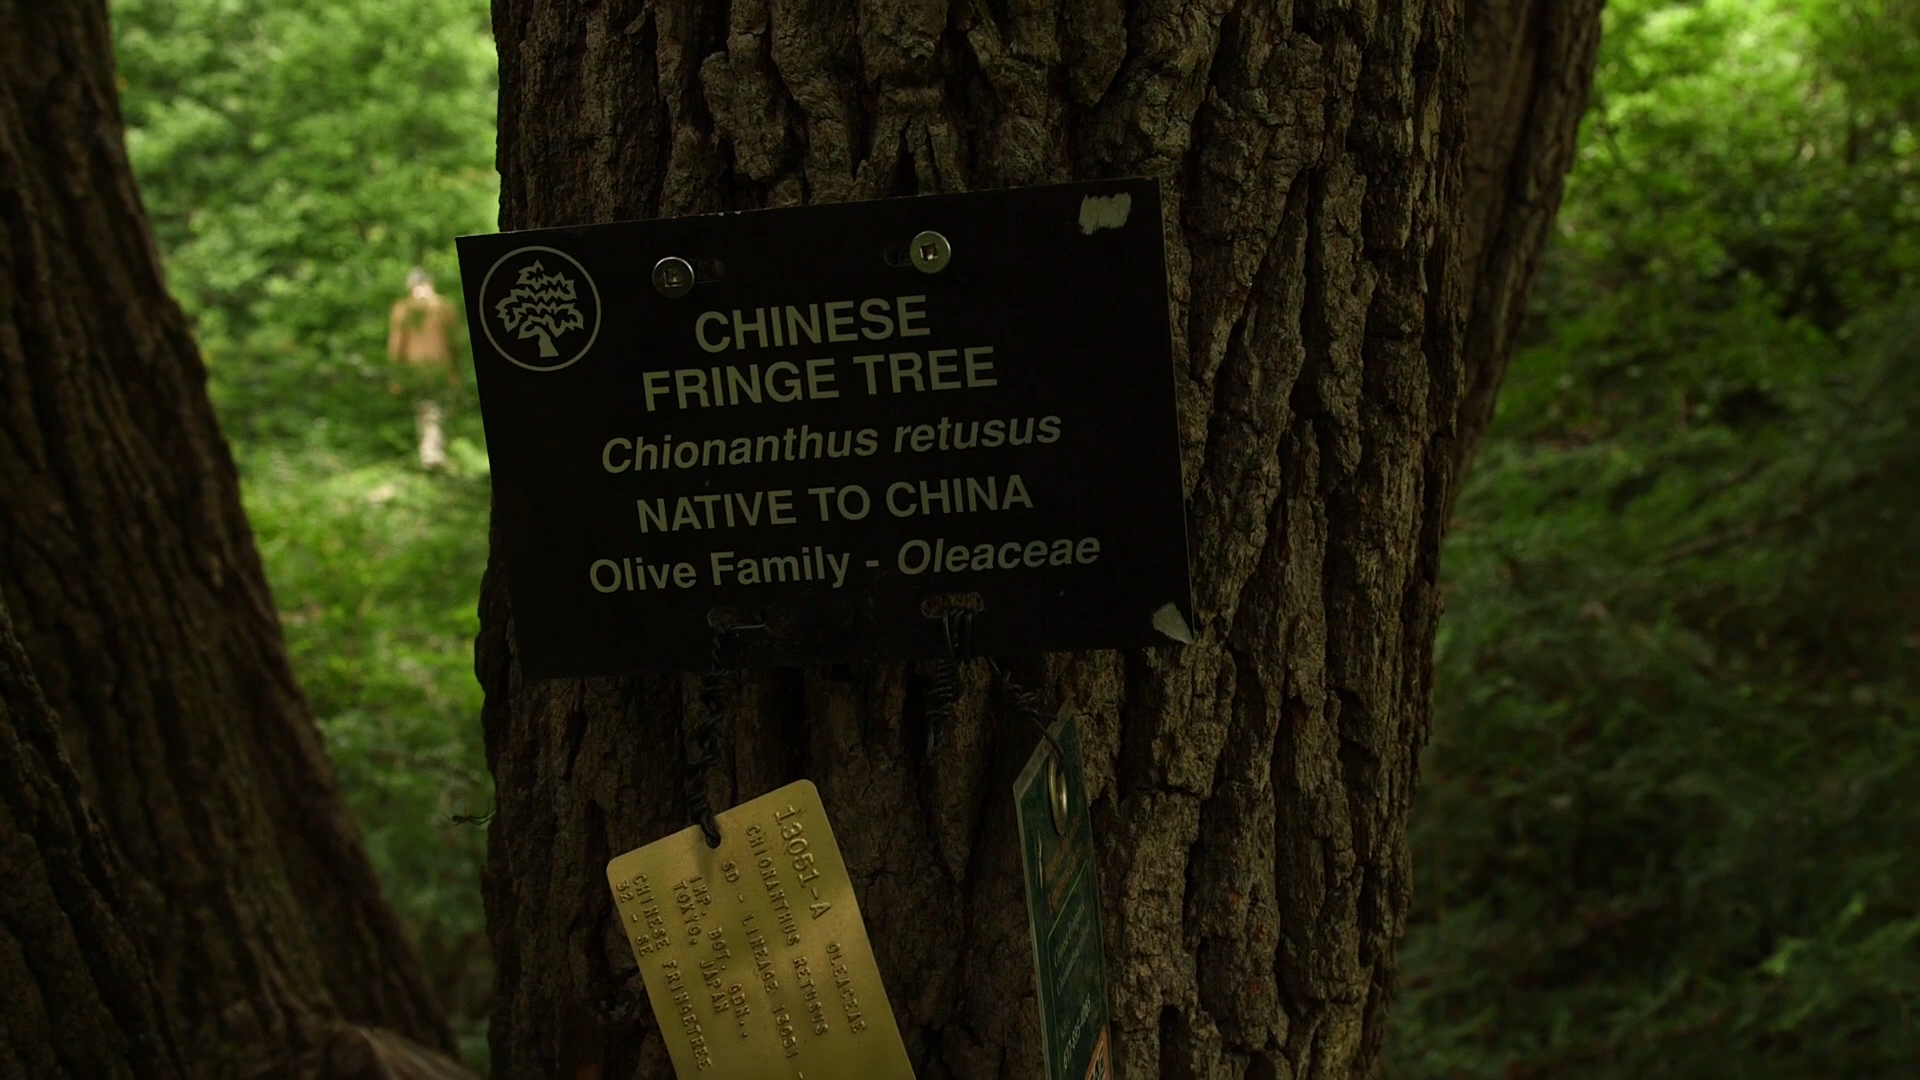 CHINESE
FRINGE TREE
Chionanthus retusus
NATIVE TO CHINA
Olive Family - Oleaceae
13051-A OLEACEAE
CHIONANTHUS RETUSUS
SD - LINEAGE 13051 -
IMP. BOT. GDN.,
TOKYO, JAPAN
CHINESE FRINGETREE
32 - SE